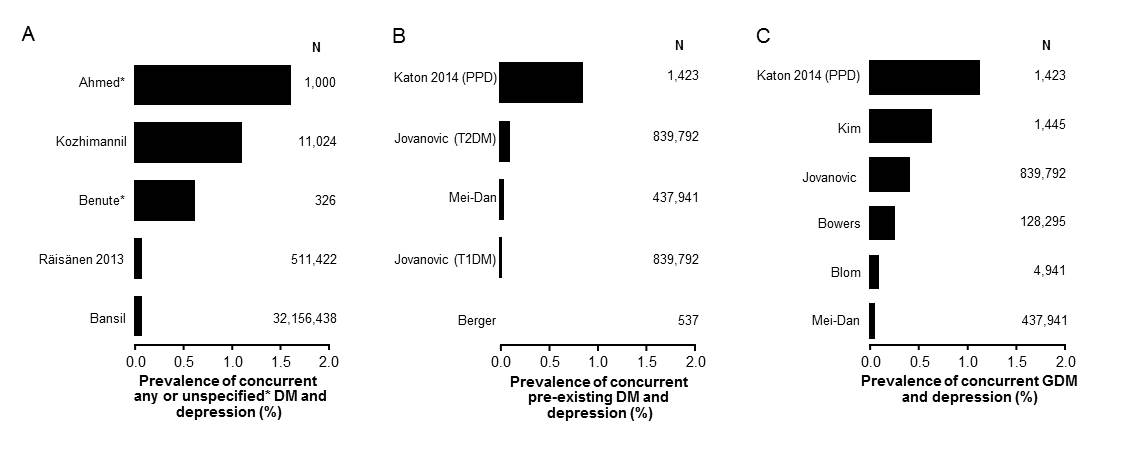 A
N
Ahmed* 1,000
Kozhimannil 11,024
Benute* 326
Räisänen 2013 511,422
Bansil 32,156,438
0.0 0.5 1.0 1.5 2.0
Prevalence of concurrent
any or unspecified* DM and
depression (%)
B
N
Katon 2014 (PPD) 1,423
Jovanovic (T2DM) 839,792
Mei-Dan 437,941
Jovanovic (T1DM) 839,792
Berger 537
0.0 0.5 1.0 1.5 2.0
Prevalence of concurrent
pre-existing DM and
depression (%)
C
N
Katon 2014 (PPD) 1,423
Kim 1,445
Jovanovic 839,792
Bowers 128,295
Blom 4,941
Mei-Dan 437,941
0.0 0.5 1.0 1.5 2.0
Prevalence of concurrent GDM
and depression (%)